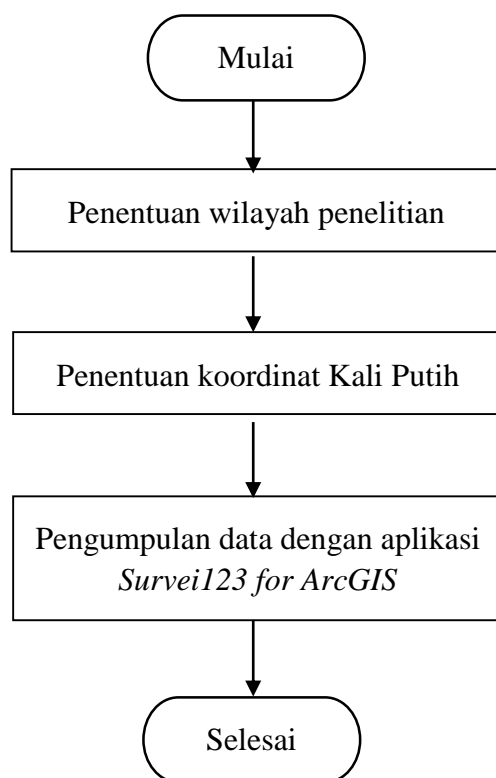 Mulai
Penentuan wilayah penelitian
Penentuan koordinat Kali Putih
Pengumpulan data dengan aplikasi
Survei123 for ArcGIS
Selesai